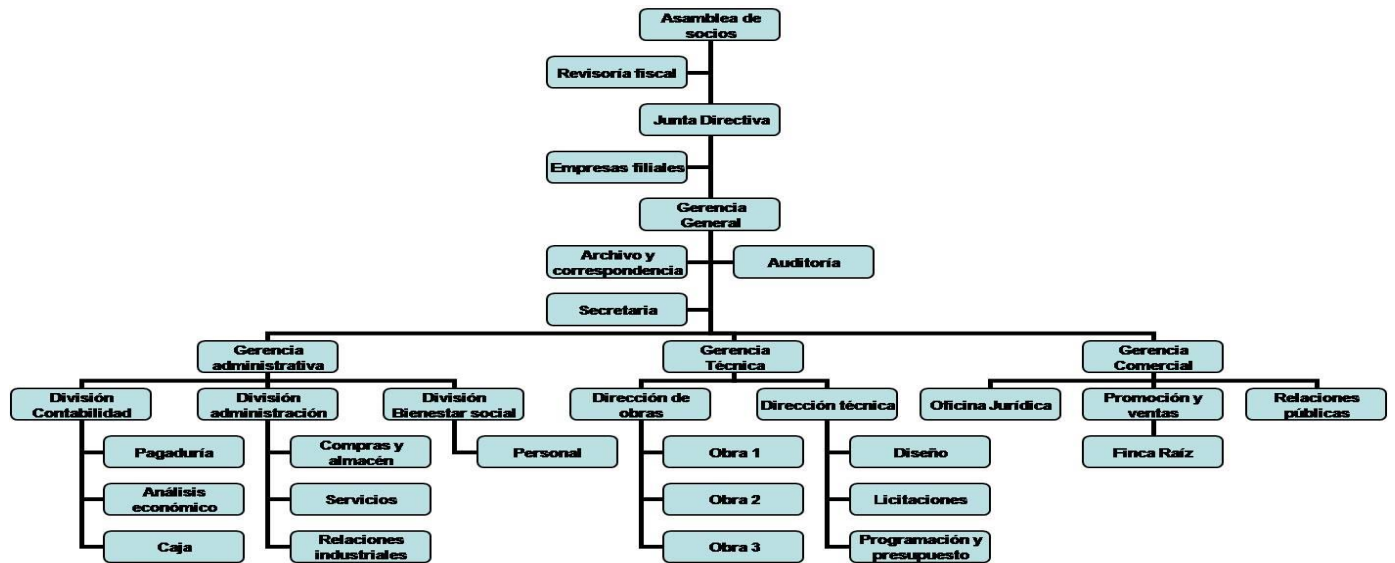 Asamblea de
socios
Revisoría fiscal
Junta Directiva
Empresas filiales
Gerencia
General
Archivo y
correspondencia
Auditoría
Secretaria
Gerencia
administrativa
Gerencia
Técnica
Gerencia
Comercial
División
Contabilidad
División
administración
División
Bienestar social
Dirección de
obras
Dirección técnica
Oficina Jurídica
Promoción y
ventas
Relaciones
públicas
Pagaduría
Compras y
almacén
Personal
Obra 1
Diseño
Finca Raíz
Análisis
económico
Servicios
Obra 2
Licitaciones
Caja
Relaciones
industriales
Obra 3
Programación y
presupuesto